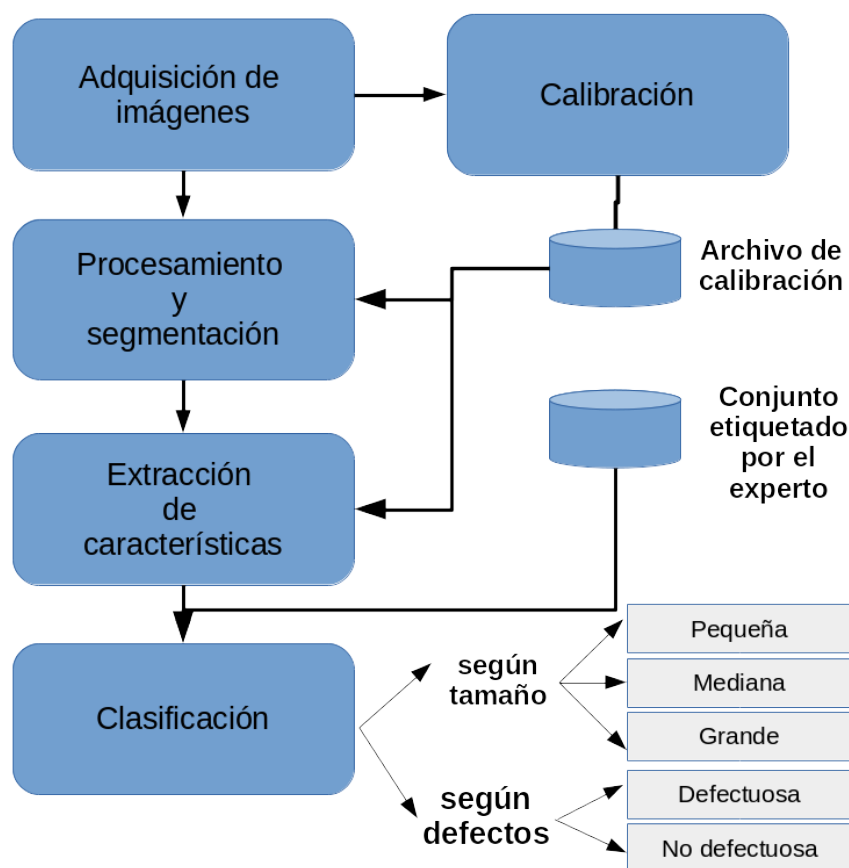 Adquisición de
imágenes
Calibración
Procesamiento
y
segmentación
Archivo de
calibración
Conjunto
etiquetado
por el
experto
Extracción
de
características
Clasificación
según
tamaño
Pequeña
Mediana
Grande
según
defectos
Defectuosa
No defectuosa